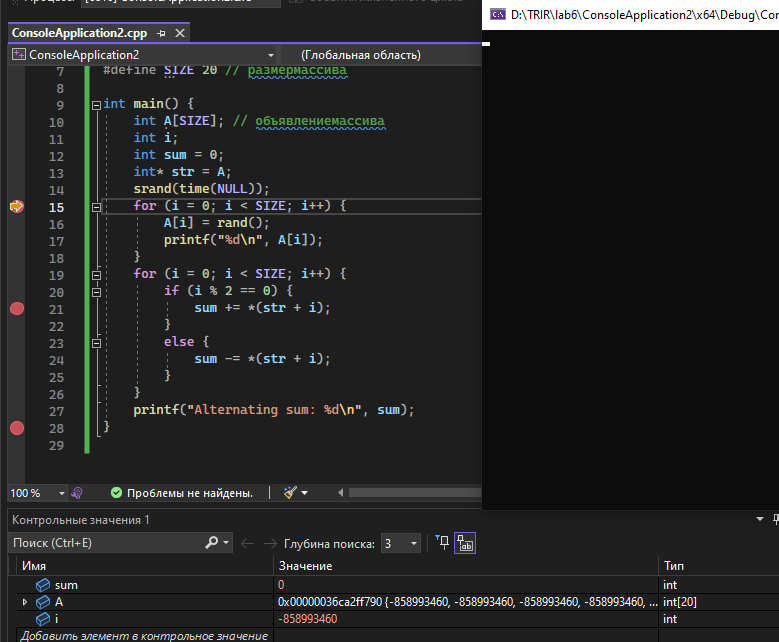 D:\TRIR\lab6\ConsoleApplication2\x64\Debug\Con
ConsoleApplication2.cpp
ConsoleApplication2
(Глобальная область)
7 #define SIZE 20 // размермассива
8
9 int main() {
10 int A[SIZE]; // объявлениемассива
11 int i;
12 int sum = 0;
13 int* str = A;
14 srand(time(NULL));
15 for (i = 0; i < SIZE; i++) {
16 A[i] = rand();
17 printf("%d\n", A[i]);
18 }
19 for (i = 0; i < SIZE; i++) {
20 if (i % 2 == 0) {
21 sum += *(str + i);
22 }
23 else {
24 sum -= *(str + i);
25 }
26 }
27 printf("Alternating sum: %d\n", sum);
28 }
29
100 %
Проблемы не найдены.
Контрольные значения 1
Поиск (Ctrl+E)
Глубина поиска: 3
Имя Значение Тип
sum 0 int
A 0x00000036ca2ff790 {-858993460, -858993460, -858993460, -858993460, ... int[20]
i -858993460 int
Добавить элемент в контрольное значение